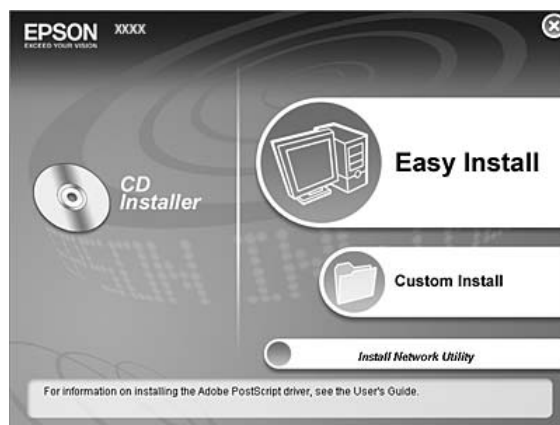 EPSON XXXX
EXCEED YOUR VISION
Easy Install
CD
Installer
Custom Install
Install Network Utility
For information on installing the Adobe PostScript driver, see the User's Guide.